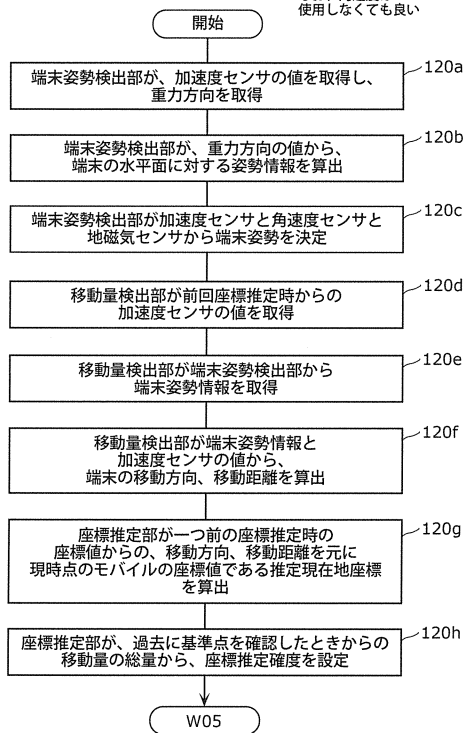 使用しなくても良い
開始
端末姿勢検出部が、加速度センサの値を取得し、
重力方向を取得
120a
端末姿勢検出部が、重力方向の値から、
端末の水平面に対する姿勢情報を算出
120b
端末姿勢検出部が加速度センサと角速度センサと
地磁気センサから端末姿勢を決定
120c
移動量検出部が前回座標推定時からの
加速度センサの値を取得
120d
移動量検出部が端末姿勢検出部から
端末姿勢情報を取得
120e
移動量検出部が端末姿勢情報と
加速度センサの値から、
端末の移動方向、移動距離を算出
120f
座標推定部が一つ前の座標推定時の
座標値からの、移動方向、移動距離を元に
現時点のモバイルの座標値である推定現在地座標
を算出
120g
座標推定部が、過去に基準点を確認したときからの
移動量の総量から、座標推定確度を設定
120h
W05